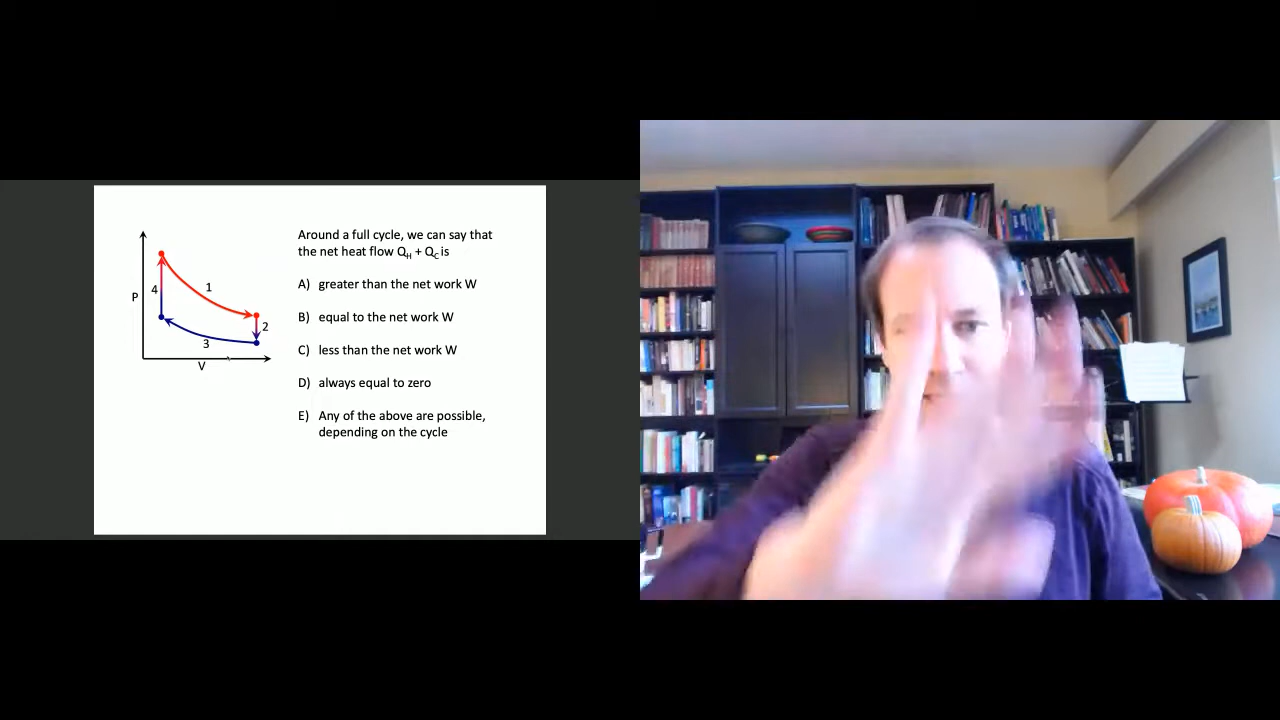 Around a full cycle, we can say that
the net heat flow Q_H + Q_C is
A) greater than the net work W
B) equal to the net work W
C) less than the net work W
D) always equal to zero
E) Any of the above are possible,
depending on the cycle
P
4
1
2
3
V